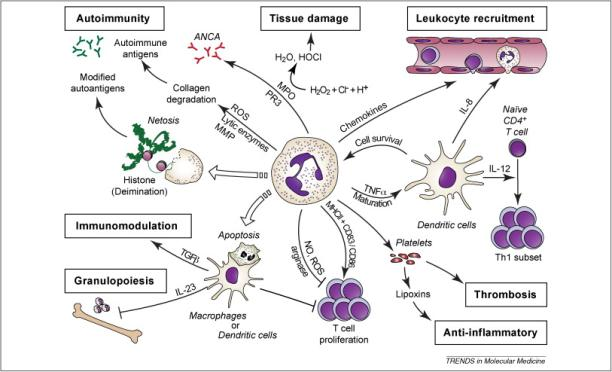 Autoimmunity
Tissue damage
Leukocyte recruitment
ANCA
Autoimmune
antigens
H2O, HOCl
H2O2 + Cl- + H+
Modified
autoantigens
Collagen
degradation
MPO
PR3
Chemokines
IL-8
Naïve
CD4+
T cell
ROS
Lytic enzymes
MMP
Netosis
Cell survival
IL-12
Histone
(Deimination)
TNFα
Maturation
Dendritic cells
Th1 subset
Immunomodulation
Apoptosis
MHCII + CD83 / CD86
NO, ROS
arginase
Platelets
TGFβ
Granulopoiesis
IL-23
Lipoxins
Thrombosis
Macrophages
or
Dendritic cells
T cell
proliferation
Anti-inflammatory
TRENDS in Molecular Medicine